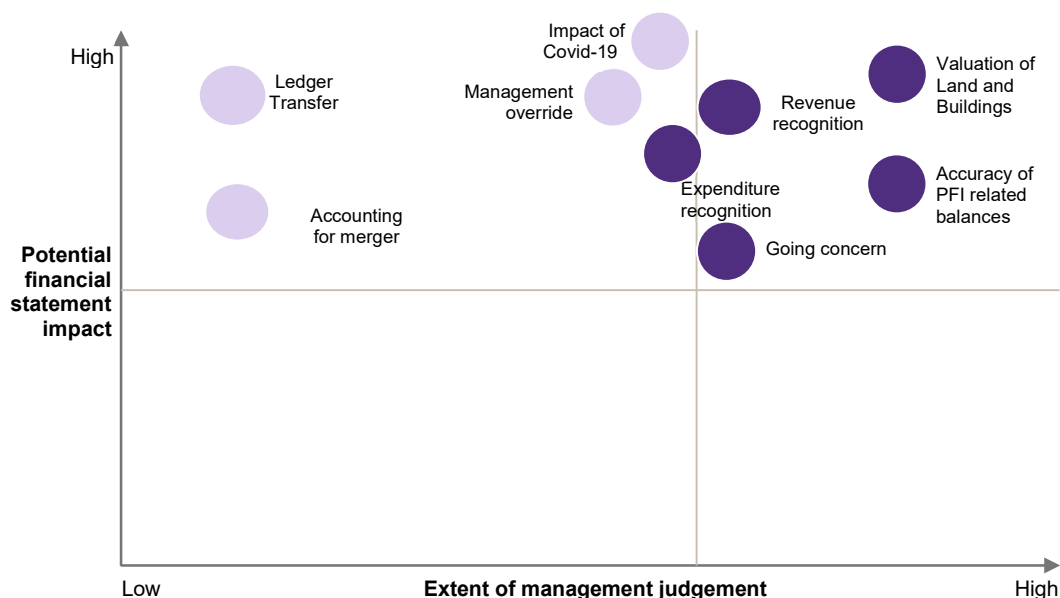 High
Impact of
Covid-19
Ledger
Transfer
Management
override
Revenue
recognition
Valuation of
Land and
Buildings
Expenditure
recognition
Accuracy of
PFI related
balances
Accounting
for merger
Going concern
Potential
financial
statement
impact
Low
Extent of management judgement
High